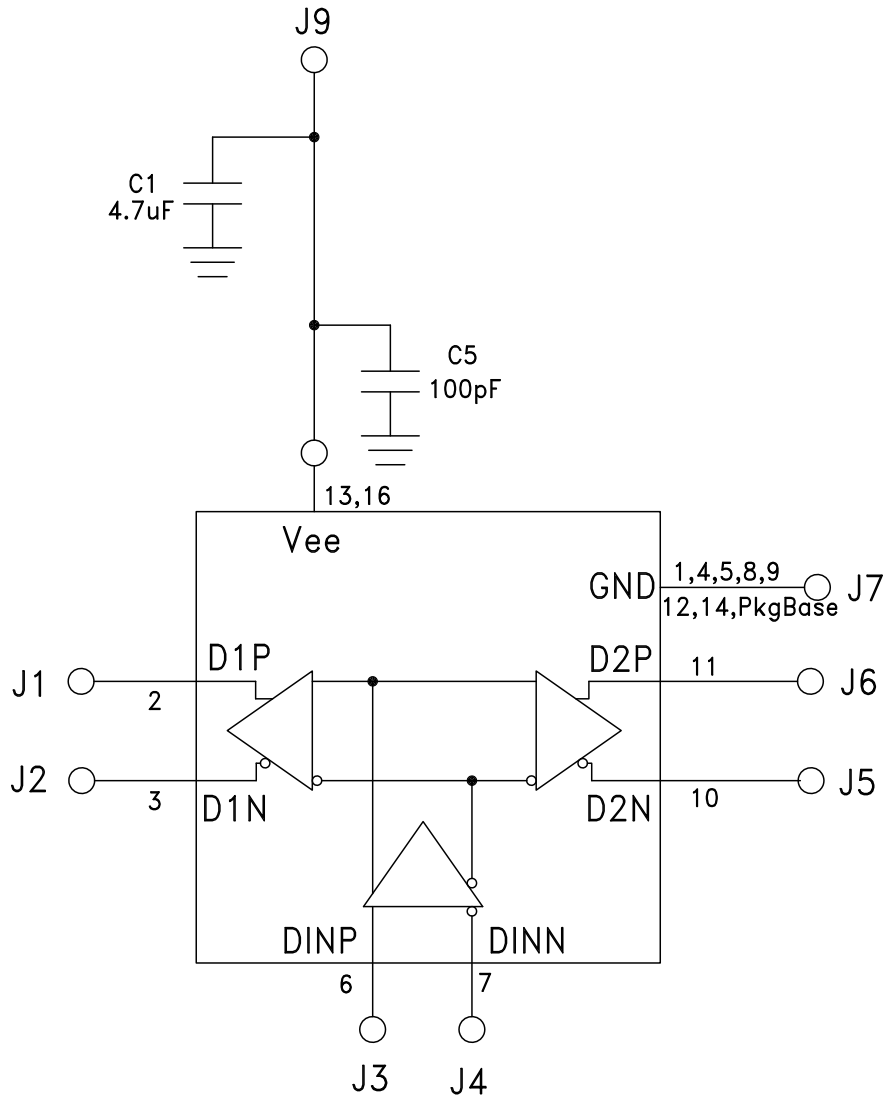 J9
C1
4.7uF
C5
100pF
13,16
Vee
GND
1,4,5,8,9
12,14,PkgBase
J7
D1P
D2P
J1
2
11
J6
J2
3
D1N
D2N
10
J5
DINP
DINN
6
7
J3
J4